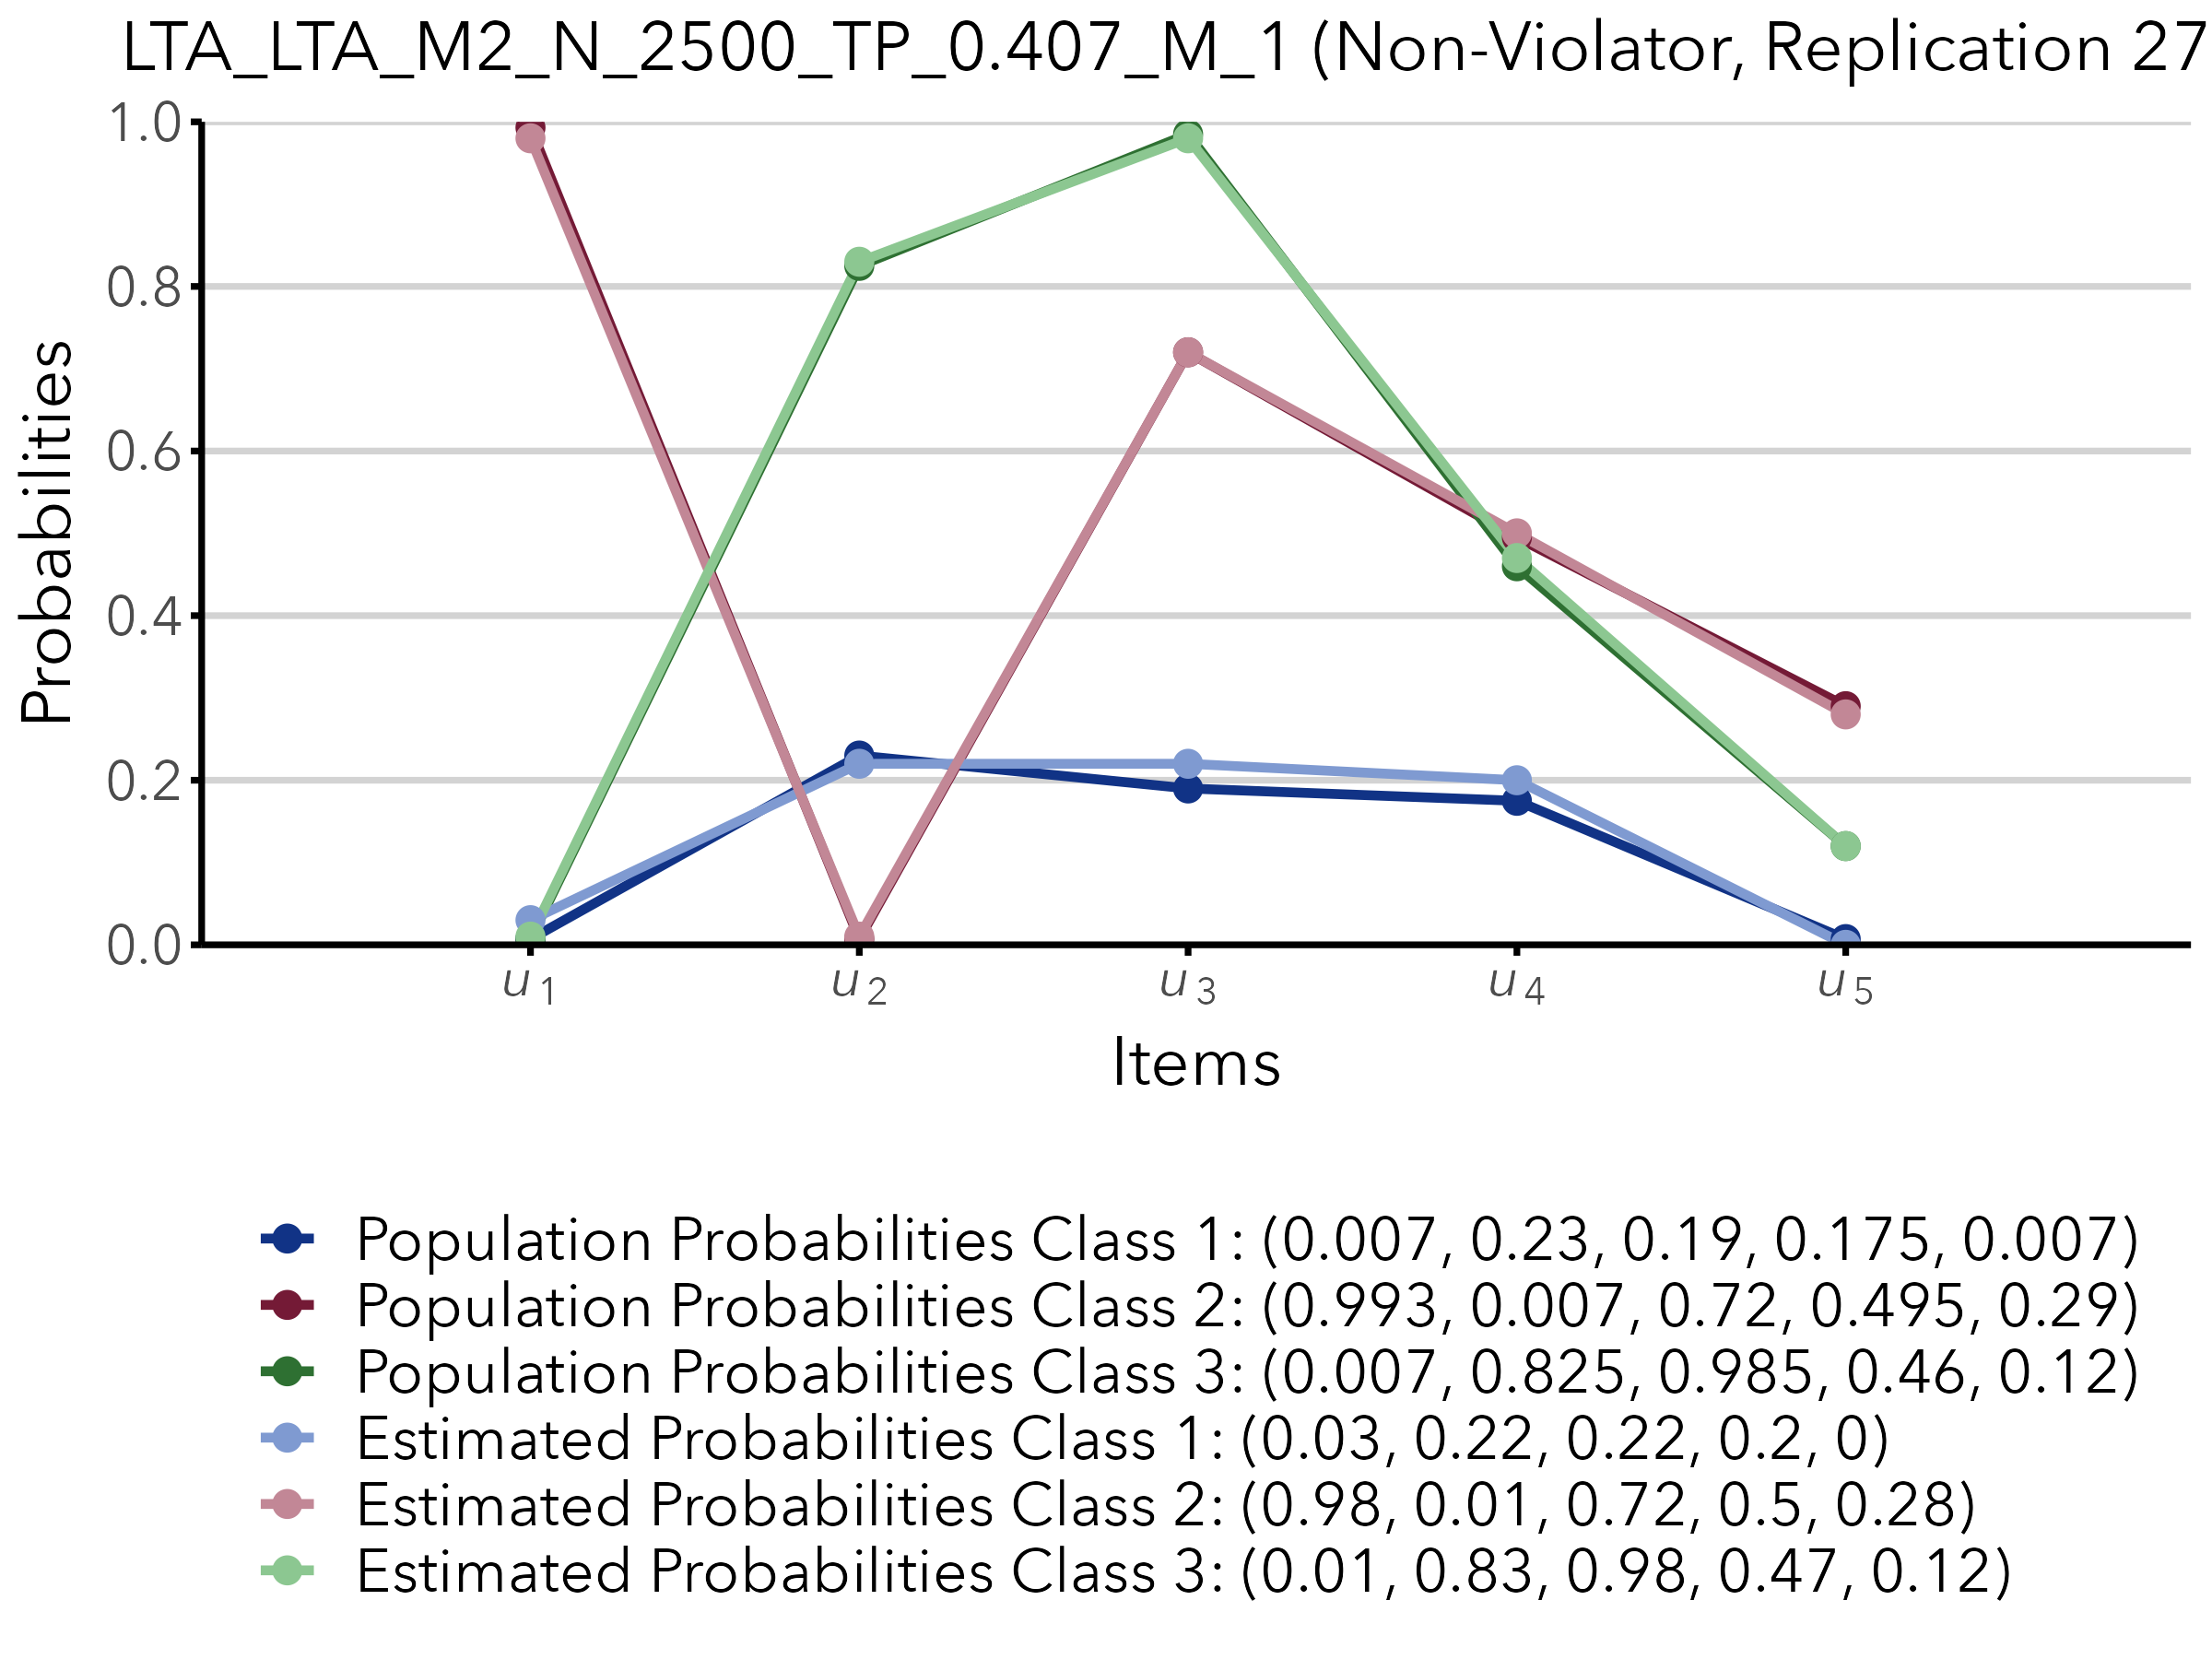 LTA_LTA_M2_N_2500_TP_0.407_M_1 (Non-Violator, Replication 27
Probabilities
1.0
0.8
0.6
0.4
0.2
0.0
u1 u2 u3 u4 u5
Items
Population Probabilities Class 1: (0.007, 0.23, 0.19, 0.175, 0.007)
Population Probabilities Class 2: (0.993, 0.007, 0.72, 0.495, 0.29)
Population Probabilities Class 3: (0.007, 0.825, 0.985, 0.46, 0.12)
Estimated Probabilities Class 1: (0.03, 0.22, 0.22, 0.2, 0)
Estimated Probabilities Class 2: (0.98, 0.01, 0.72, 0.5, 0.28)
Estimated Probabilities Class 3: (0.01, 0.83, 0.98, 0.47, 0.12)